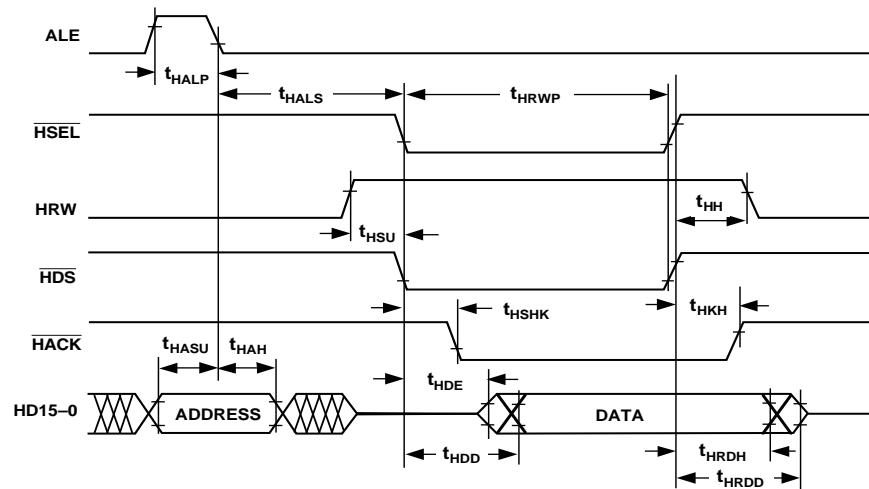 ALE
tHALP
tHALS
tHRWP
HSEL
HRW
tHH
tHSU
HDS
tHSHK
tHKH
HACK
tHASU
tHAH
tHDE
HD15–0
ADDRESS
DATA
tHDD
tHRDH
tHRDD